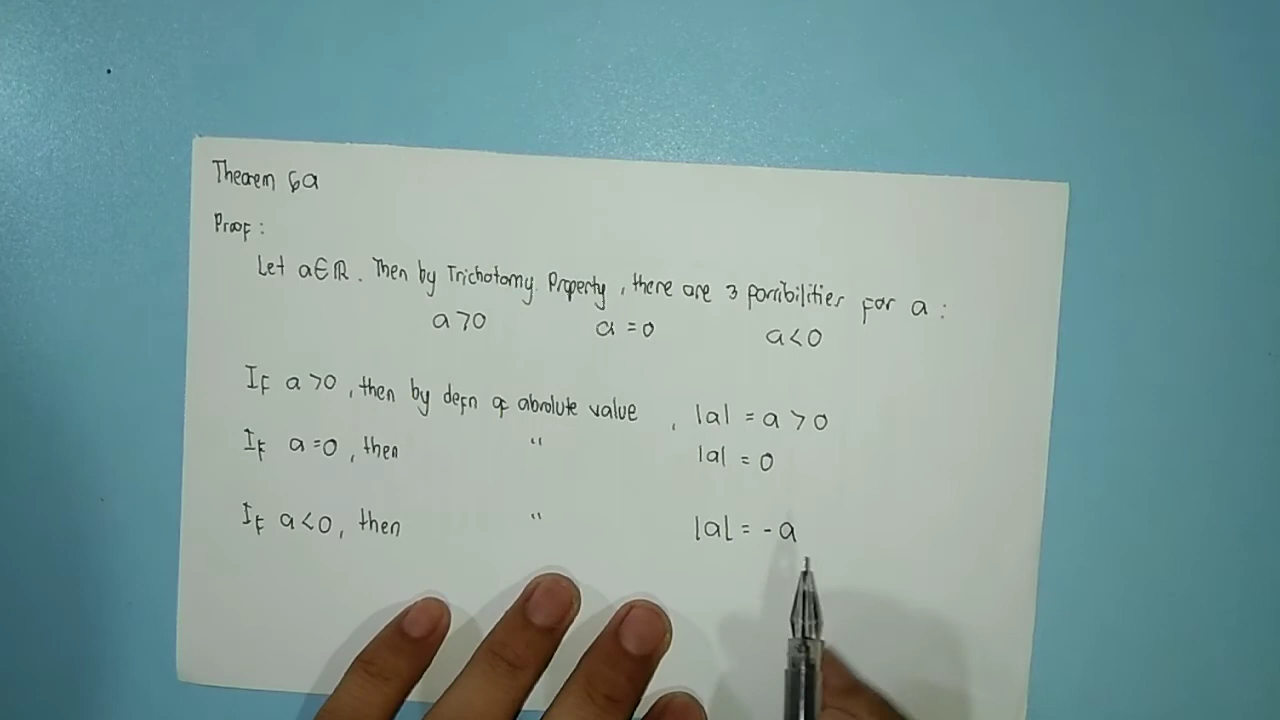 Theorem 6a
Proof :
Let a∈ℝ. Then by Trichotomy Property, there are 3 possibilities for a :
a>0 a=0 a<0
If a>0, then by defn of absolute value, |a| = a > 0
If a=0, then " |a| = 0
If a<0, then " |a| = -a